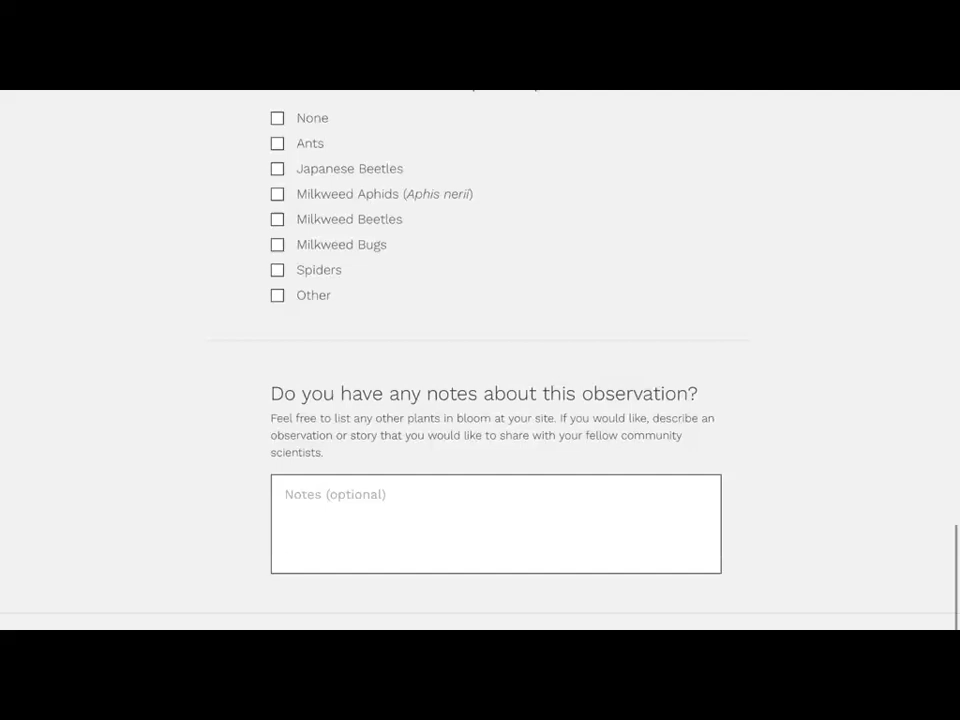 None
Ants
Japanese Beetles
Milkweed Aphids (Aphis nerii)
Milkweed Beetles
Milkweed Bugs
Spiders
Other
Do you have any notes about this observation?
Feel free to list any other plants in bloom at your site. If you would like, describe an
observation or story that you would like to share with your fellow community
scientists.
Notes (optional)